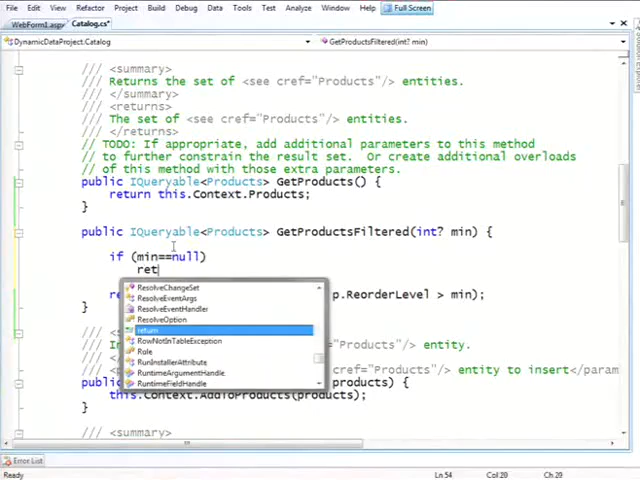 File Edit View Refactor Project Build Debug Data Tools Test Analyze Window Help Full Screen
WebForm1.aspx Catalog.cs*
DynamicDataProject.Catalog GetProductsFiltered(int? min)
/// <summary>
/// Returns the set of <see cref="Products"/> entities.
/// </summary>
/// <returns>
/// The set of <see cref="Products"/> entities.
/// </returns>
// TODO: If appropriate, add additional parameters to this method
// to further constrain the result set. Or create additional overloads
// of this method with those extra parameters.
public IQueryable<Products> GetProducts() {
return this.Context.Products;
}
public IQueryable<Products> GetProductsFiltered(int? min) {
if (min==null)
ret
ResolveChangeSet
ResolveEventArgs
ResolveEventHandler
ResolveOption
return
RowNotInTableException
Rule
RunInstallerAttribute
RuntimeArgumentHandle
RuntimeFieldHandle
re p.ReorderLevel > min);
}
/// <s
/// In "Products"/> entity.
/// </s
/// <p "Products"/> entity to insert</param
public products) {
this.Context.AddToProducts(products);
}
/// <summary>
Error List
Ready Ln 54 Col 29 Ch 29